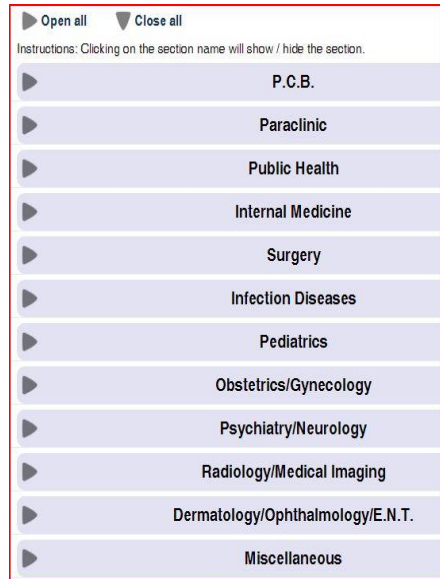 Open all Close all
Instructions: Clicking on the section name will show / hide the section.
P.C.B.
Paraclinic
Public Health
Internal Medicine
Surgery
Infection Diseases
Pediatrics
Obstetrics/Gynecology
Psychiatry/Neurology
Radiology/Medical Imaging
Dermatology/Ophthalmology/E.N.T.
Miscellaneous